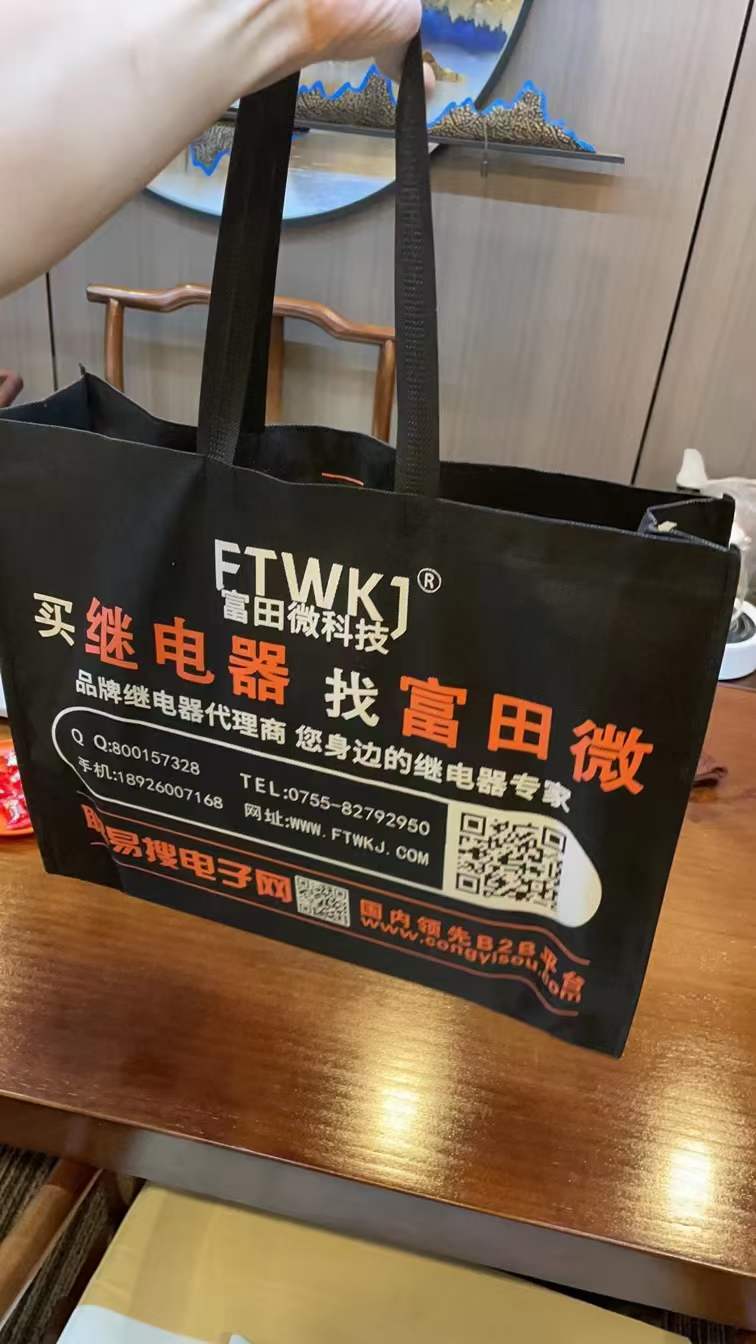 FTWKJ®
富田微科技
买继电器 找富田微
品牌继电器代理商 您身边的继电器专家
Q Q:800157328
手机:18926007168
TEL:0755-82792950
网址:WWW.FTWKJ.COM
易搜电子网
国内领先B2B平台
www.congyisou.com